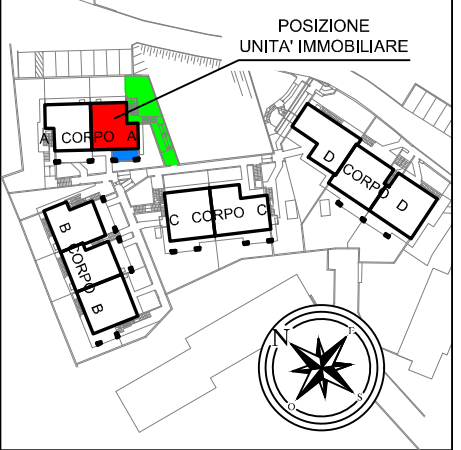 POSIZIONE
UNITA' IMMOBILIARE
A CORPO A
D CORPO D
C CORPO C
B CORPO B
N
E
S
O